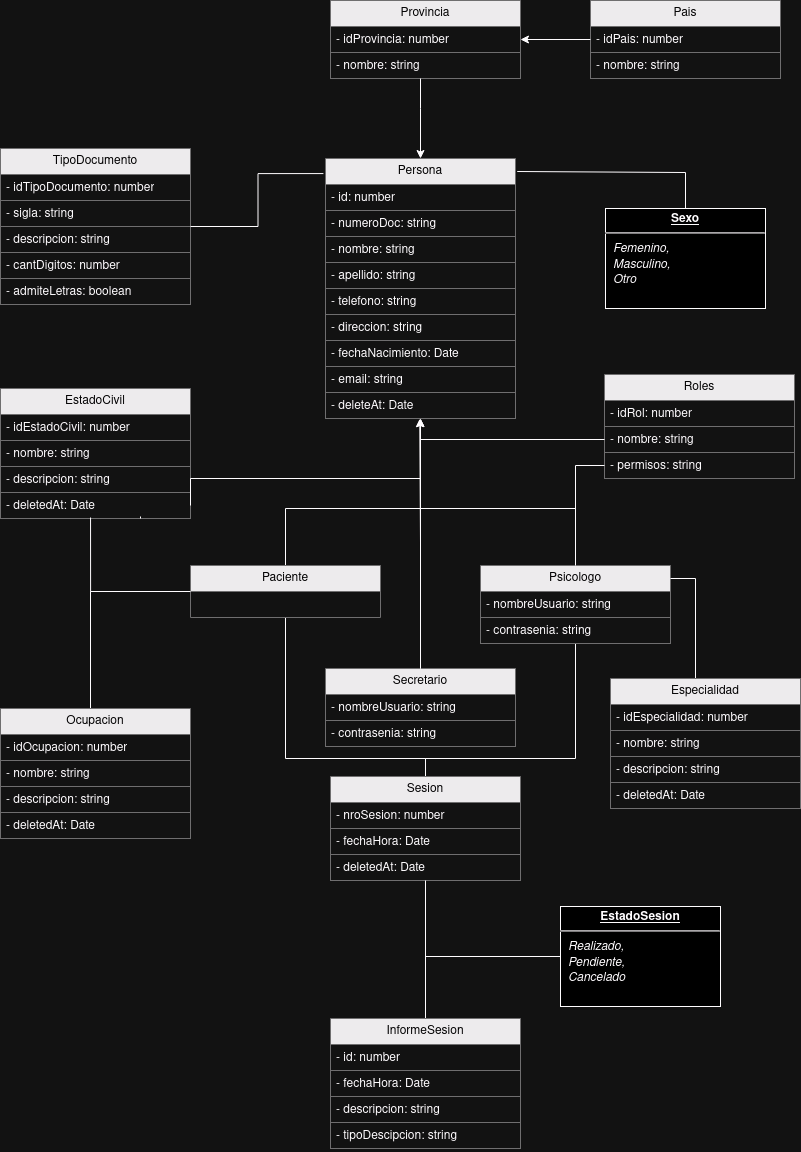 Provincia
- idProvincia: number
- nombre: string
Pais
- idPais: number
- nombre: string
TipoDocumento
- idTipoDocumento: number
- sigla: string
- descripcion: string
- cantDigitos: number
- admiteLetras: boolean
Persona
- id: number
- numeroDoc: string
- nombre: string
- apellido: string
- telefono: string
- direccion: string
- fechaNacimiento: Date
- email: string
- deleteAt: Date
Sexo
Femenino,
Masculino,
Otro
EstadoCivil
- idEstadoCivil: number
- nombre: string
- descripcion: string
- deletedAt: Date
Roles
- idRol: number
- nombre: string
- permisos: string
Paciente
Psicologo
- nombreUsuario: string
- contrasenia: string
Secretario
- nombreUsuario: string
- contrasenia: string
Especialidad
- idEspecialidad: number
- nombre: string
- descripcion: string
- deletedAt: Date
Ocupacion
- idOcupacion: number
- nombre: string
- descripcion: string
- deletedAt: Date
Sesion
- nroSesion: number
- fechaHora: Date
- deletedAt: Date
EstadoSesion
Realizado,
Pendiente,
Cancelado
InformeSesion
- id: number
- fechaHora: Date
- descripcion: string
- tipoDescipcion: string